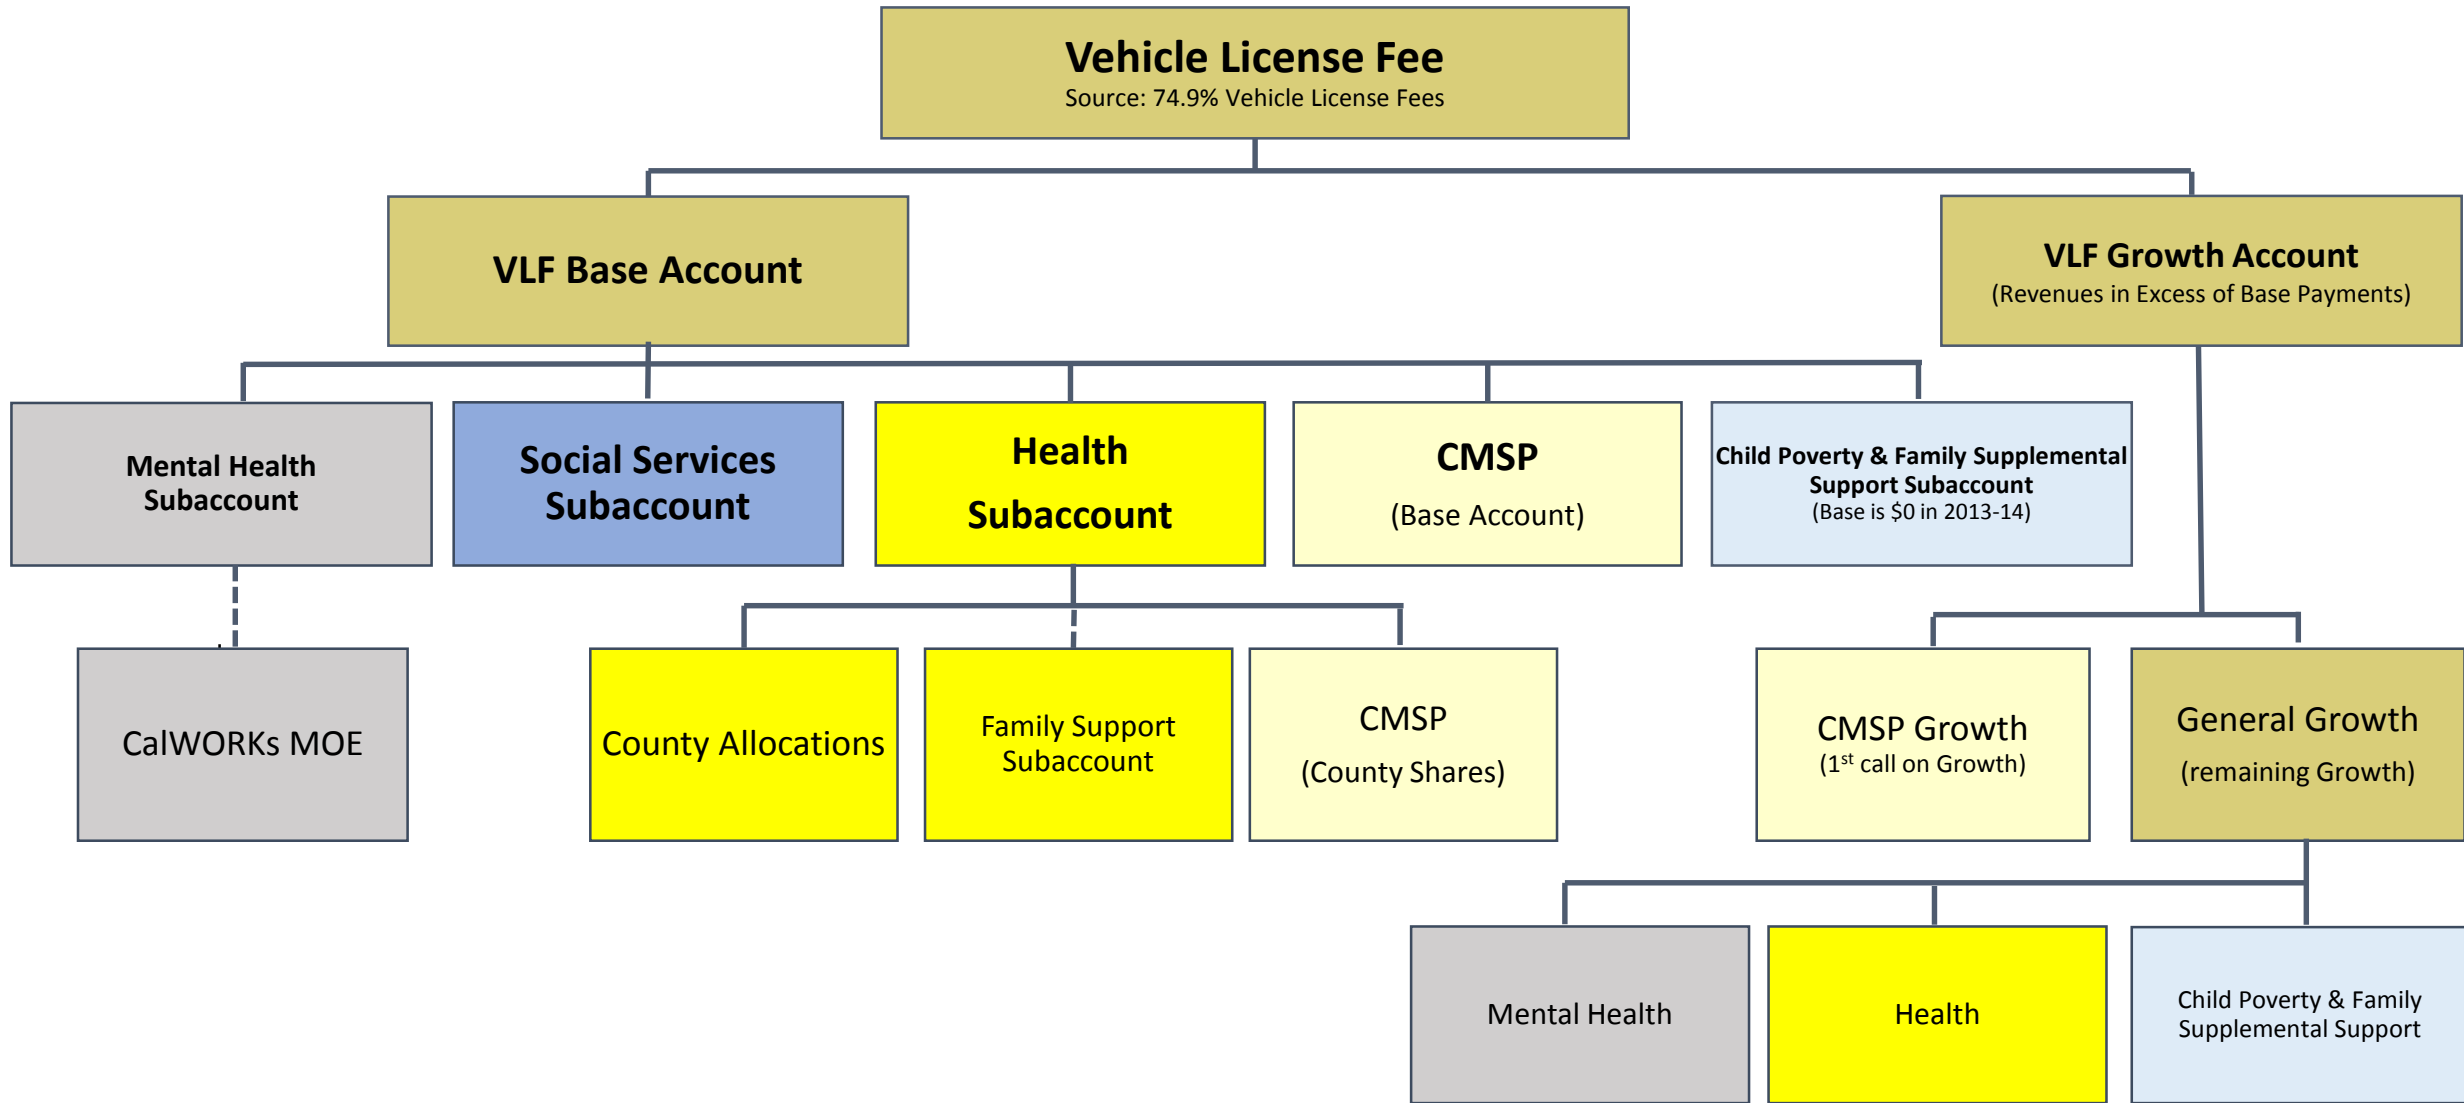 Vehicle License Fee
Source: 74.9% Vehicle License Fees
VLF Base Account
VLF Growth Account
(Revenues in Excess of Base Payments)
Mental Health
Subaccount
Social Services
Subaccount
Health
Subaccount
CMSP
(Base Account)
Child Poverty & Family Supplemental
Support Subaccount
(Base is $0 in 2013-14)
CalWORKs MOE
County Allocations
Family Support
Subaccount
CMSP
(County Shares)
CMSP Growth
(1st call on Growth)
General Growth
(remaining Growth)
Mental Health
Health
Child Poverty & Family
Supplemental Support